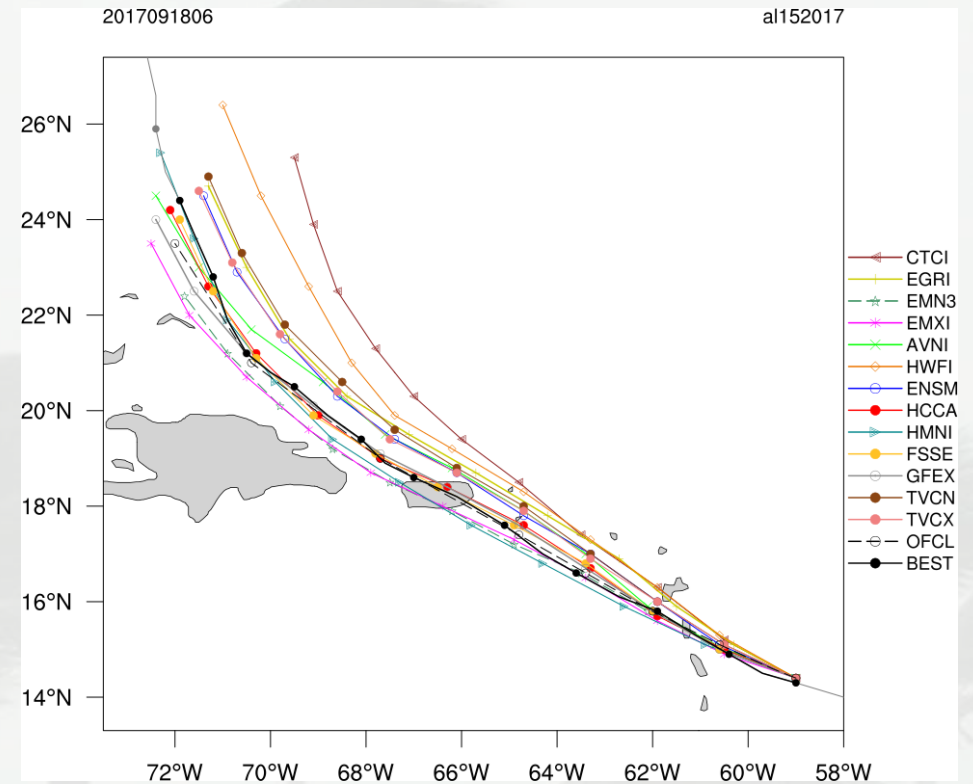 2017091806 al152017
26°N
24°N
22°N
20°N
18°N
16°N
14°N
72°W 70°W 68°W 66°W 64°W 62°W 60°W 58°W
CTCI
EGRI
EMN3
EMXI
AVNI
HWFI
ENSM
HCCA
HMNI
FSSE
GFEX
TVCN
TVCX
OFCL
BEST